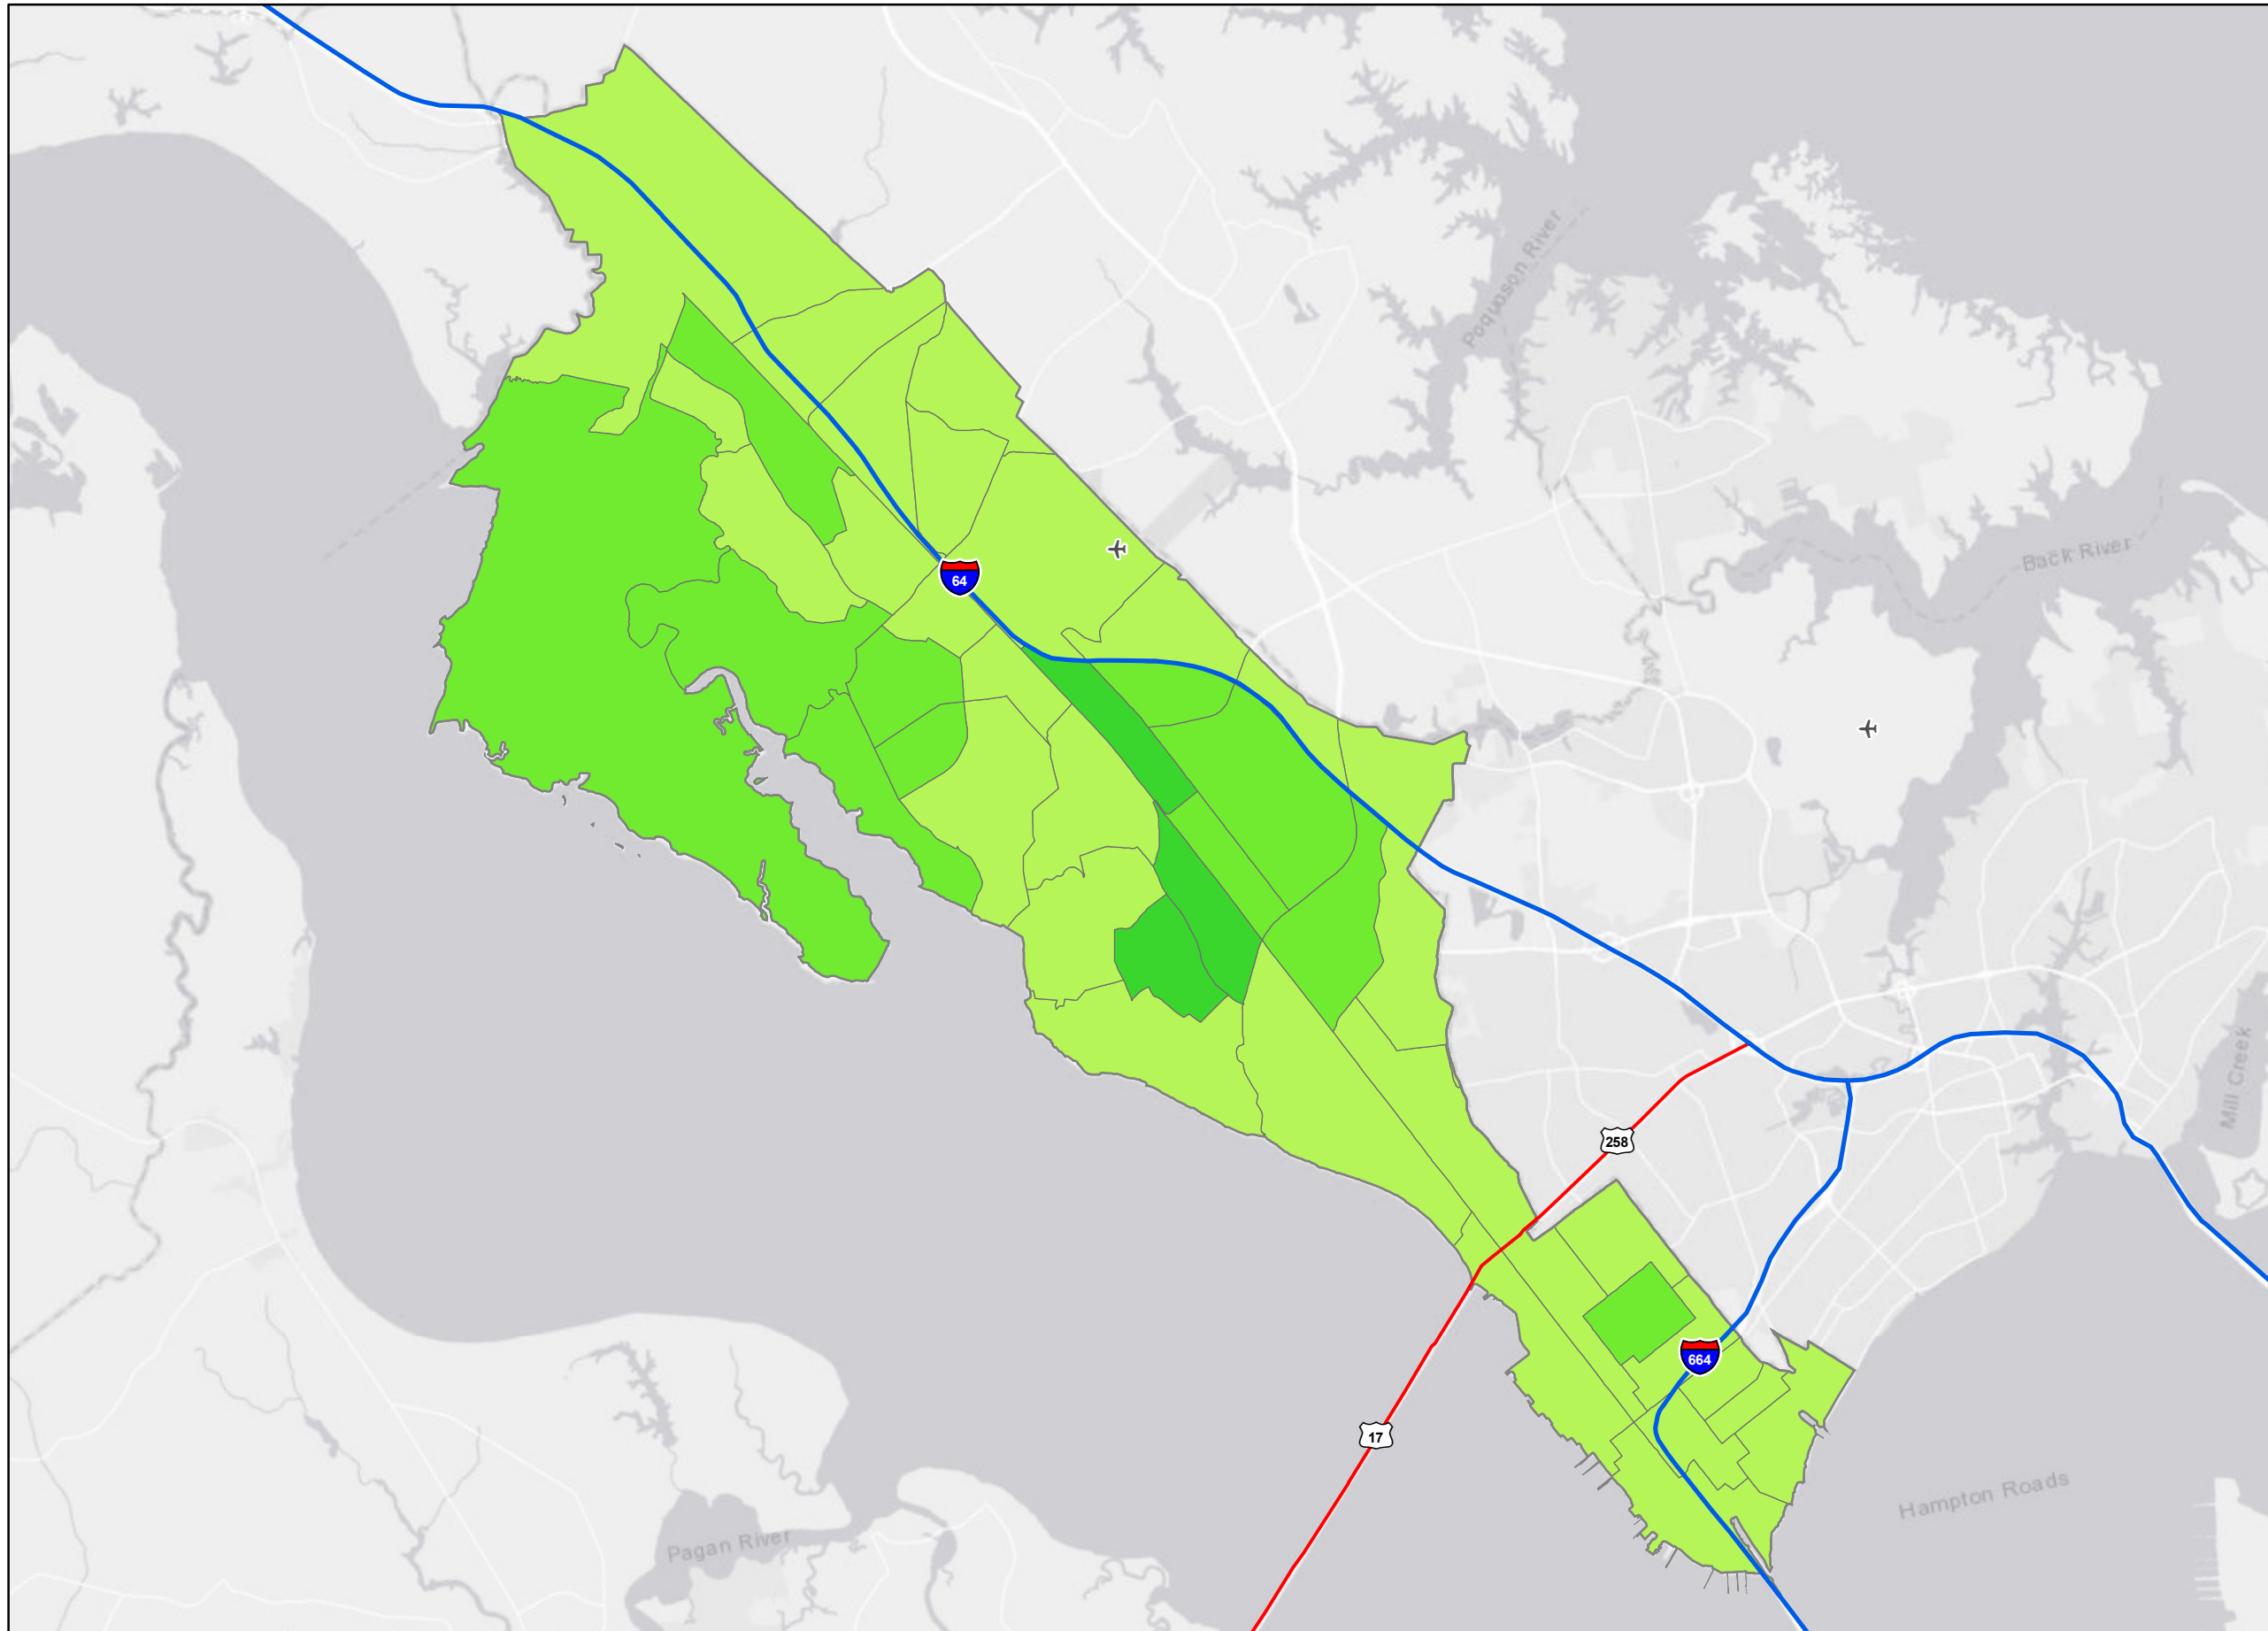 Poquoson River
Back River
64
Mill Creek
258
664
17
Hampton Roads
Pagan River